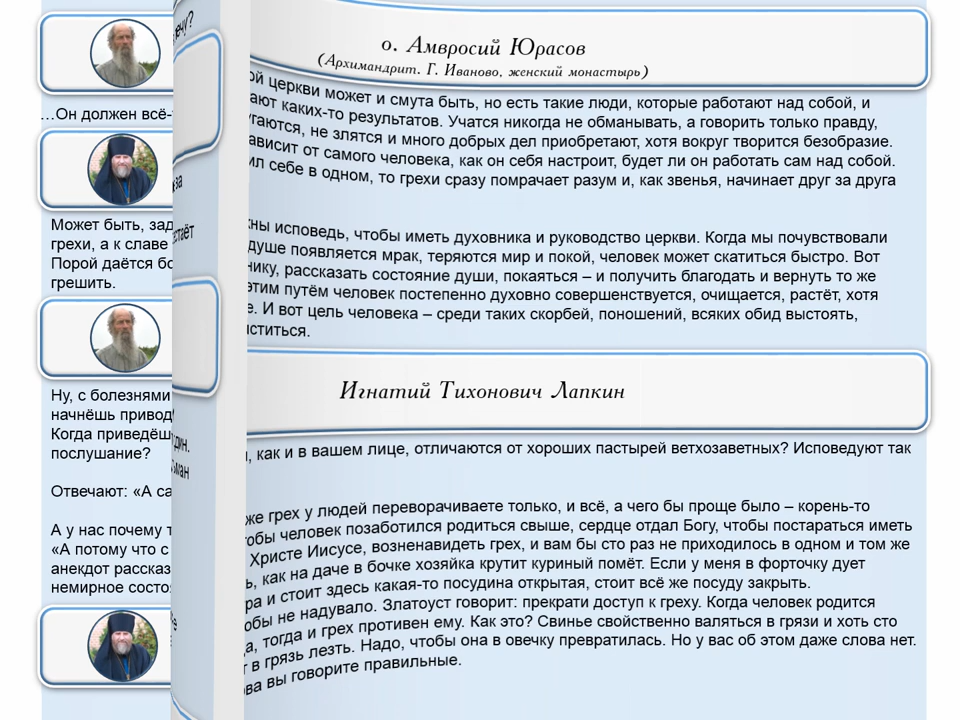 …Он должен всё-
Может быть, зад
грехи, а к славе
Порой даётся бо
грешить.
Ну, с болезнями
начнёшь привод
Когда приведёш
послушание?
Отвечают: «А са
А у нас почему т
«А потому что с
анекдот рассказ
немирное состо
о. Амвросий Юрасов
(Архимандрит. Г. Иваново, женский монастырь)
ой церкви может и смута быть, но есть такие люди, которые работают над собой, и
ают каких-то результатов. Учатся никогда не обманывать, а говорить только правду,
угаются, не злятся и много добрых дел приобретают, хотя вокруг творится безобразие.
ависит от самого человека, как он себя настроит, будет ли он работать сам над собой.
ил себе в одном, то грехи сразу помрачает разум и, как звенья, начинает друг за друга
жны исповедь, чтобы иметь духовника и руководство церкви. Когда мы почувствовали
душе появляется мрак, теряются мир и покой, человек может скатиться быстро. Вот
нику, рассказать состояние души, покаяться – и получить благодать и вернуть то же
этим путём человек постепенно духовно совершенствуется, очищается, растёт, хотя
е. И вот цель человека – среди таких скорбей, поношений, всяких обид выстоять,
иститься.
Игнатий Тихонович Лапкин
и, как и в вашем лице, отличаются от хороших пастырей ветхозаветных? Исповедуют так
же грех у людей переворачиваете только, и всё, а чего бы проще было – корень-то
тобы человек позаботился родиться свыше, сердце отдал Богу, чтобы постараться иметь
Христе Иисусе, возненавидеть грех, и вам бы сто раз не приходилось в одном и том же
ь, как на даче в бочке хозяйка крутит куриный помёт. Если у меня в форточку дует
ра и стоит здесь какая-то посудина открытая, стоит всё же посуду закрыть.
обы не надувало. Златоуст говорит: прекрати доступ к греху. Когда человек родится
а, тогда и грех противен ему. Как это? Свинье свойственно валяться в грязи и хоть сто
т в грязь лезть. Надо, чтобы она в овечку превратилась. Но у вас об этом даже слова нет.
ова вы говорите правильные.